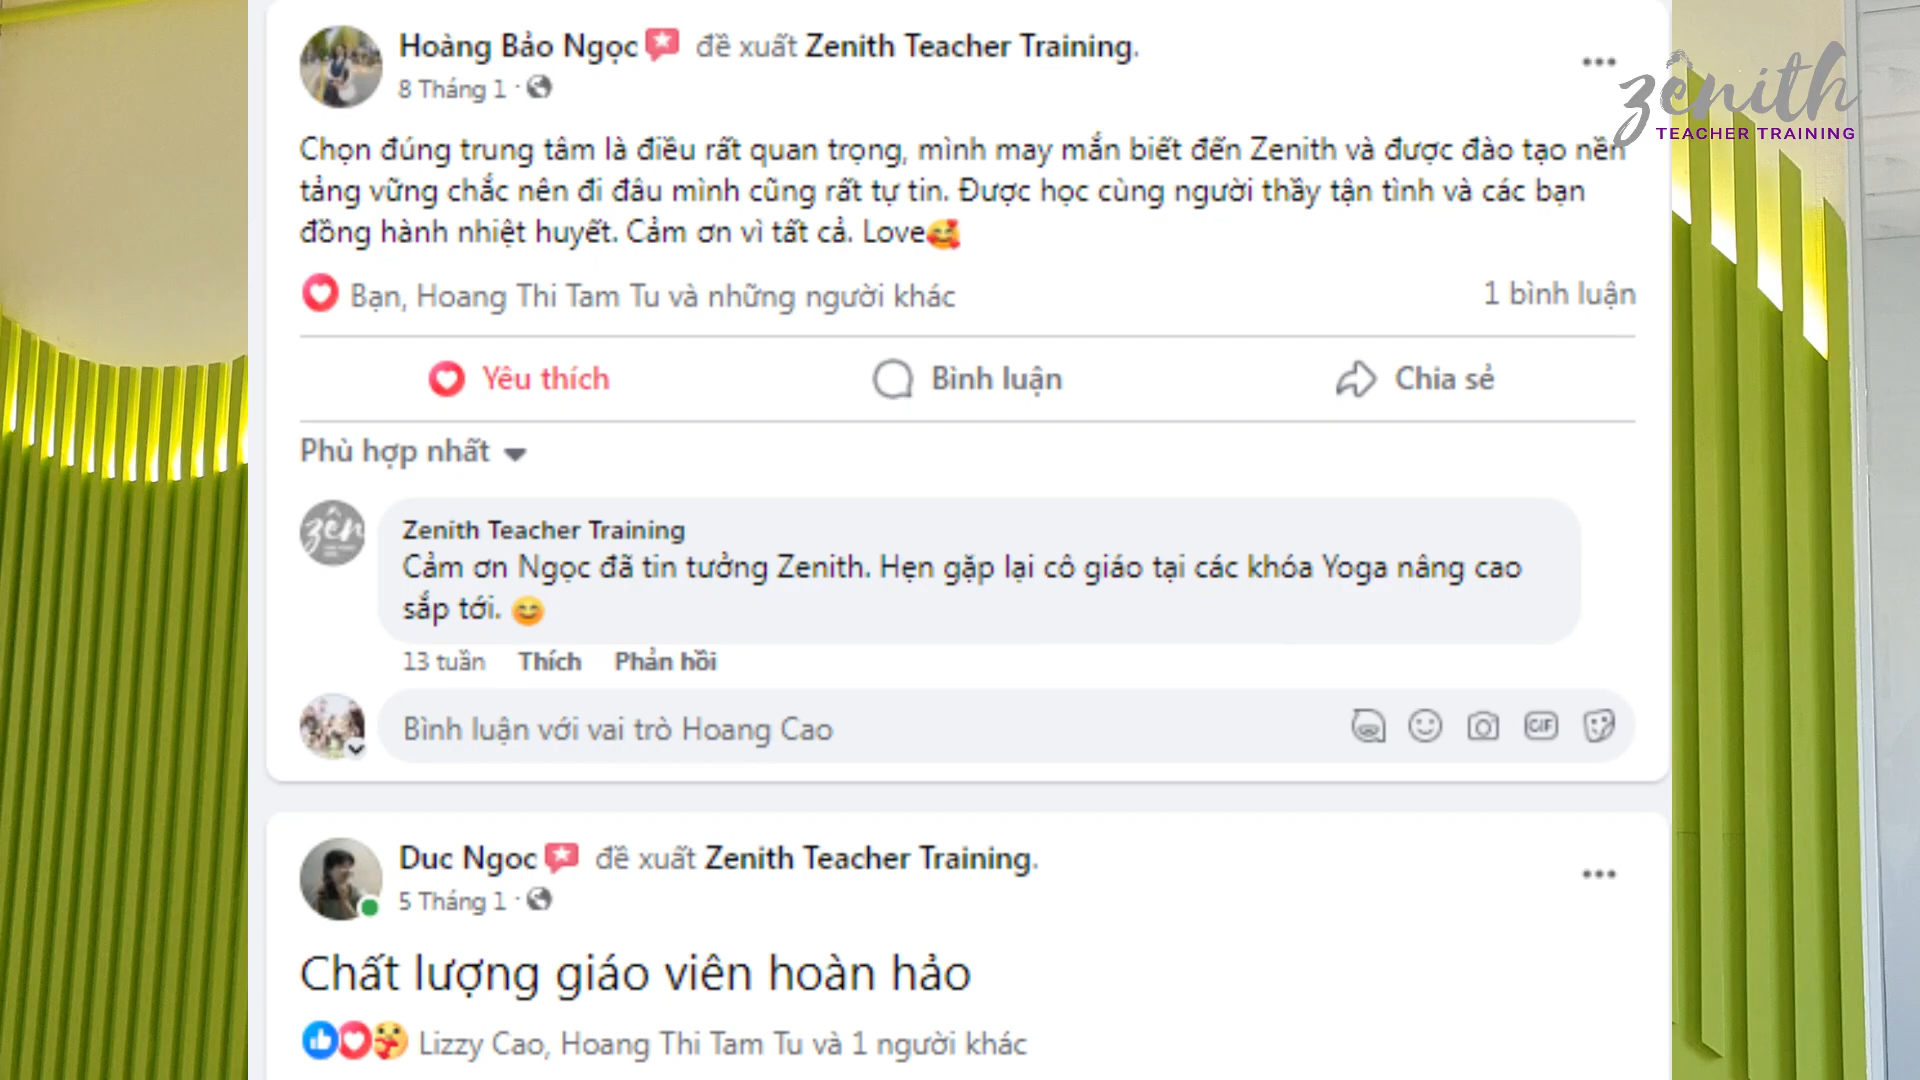 Hoàng Bảo Ngọc đề xuất Zenith Teacher Training.
8 Tháng 1 ·
zenith
TEACHER TRAINING
Chọn đúng trung tâm là điều rất quan trọng, mình may mắn biết đến Zenith và được đào tạo nền
tảng vững chắc nên đi đâu mình cũng rất tự tin. Được học cùng người thầy tận tình và các bạn
đồng hành nhiệt huyết. Cảm ơn vì tất cả. Love🥰
Bạn, Hoang Thi Tam Tu và những người khác
1 bình luận
Yêu thích
Bình luận
Chia sẻ
Phù hợp nhất
zên
Zenith Teacher Training
Cảm ơn Ngọc đã tin tưởng Zenith. Hẹn gặp lại cô giáo tại các khóa Yoga nâng cao
sắp tới. 😊
13 tuần Thích Phản hồi
Bình luận với vai trò Hoang Cao
GIF
Duc Ngoc đề xuất Zenith Teacher Training.
5 Tháng 1 ·
Chất lượng giáo viên hoàn hảo
Lizzy Cao, Hoang Thi Tam Tu và 1 người khác